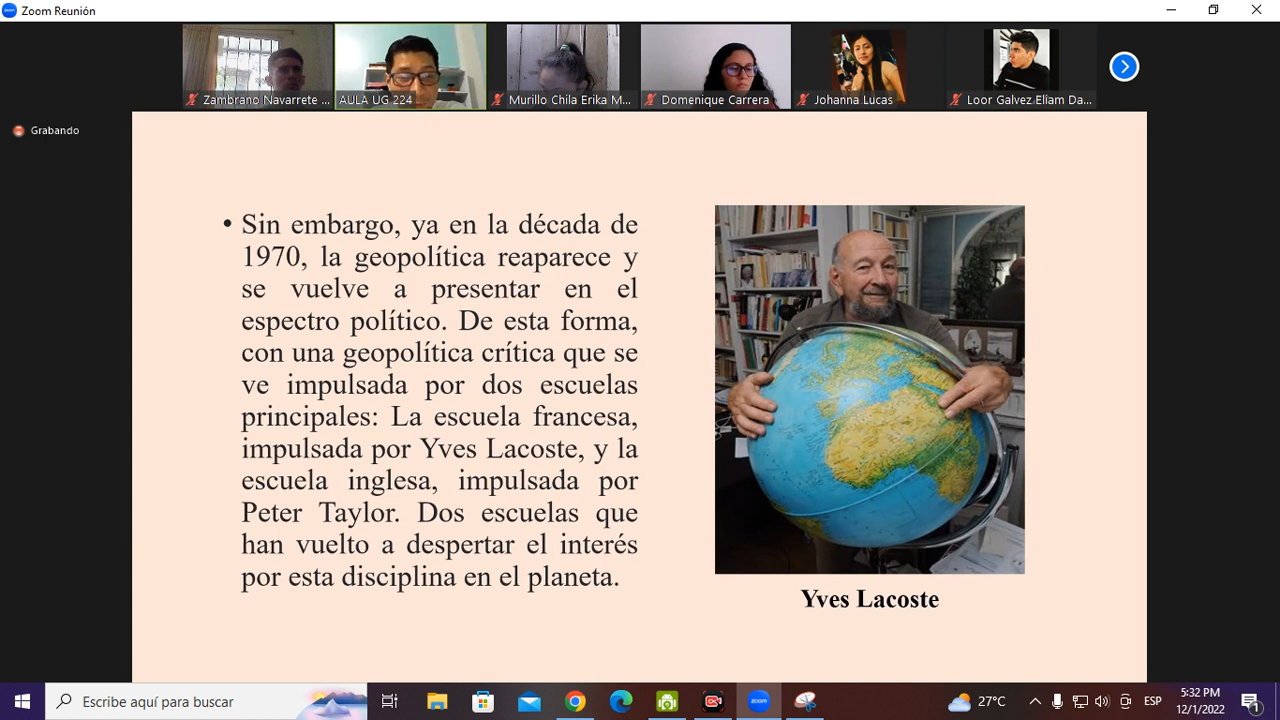 Zoom Reunión
Zambrano Navarrete ...
AULA UG 224
Murillo Chila Erika M...
Domenique Carrera
Johanna Lucas
Loor Galvez Eliam Da...
Grabando
• Sin embargo, ya en la década de
1970, la geopolítica reaparece y
se vuelve a presentar en el
espectro político. De esta forma,
con una geopolítica crítica que se
ve impulsada por dos escuelas
principales: La escuela francesa,
impulsada por Yves Lacoste, y la
escuela inglesa, impulsada por
Peter Taylor. Dos escuelas que
han vuelto a despertar el interés
por esta disciplina en el planeta.
Yves Lacoste
Escribe aquí para buscar
27°C
ESP
5:32 PM
12/1/2022
1